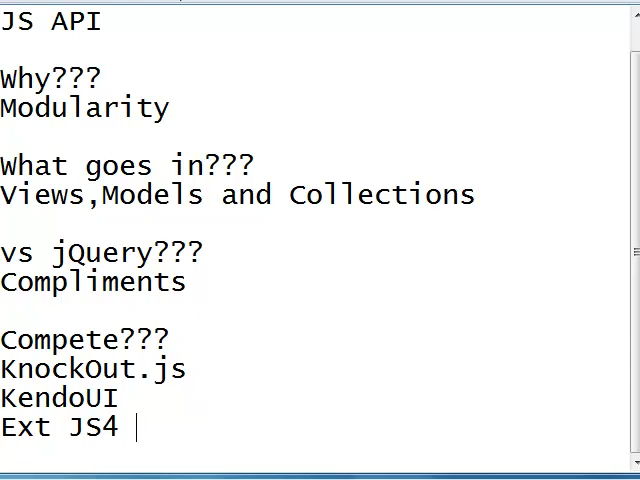 JS API
Why???
Modularity
What goes in???
Views,Models and Collections
vs jQuery???
Compliments
Compete???
KnockOut.js
KendoUI
Ext JS4